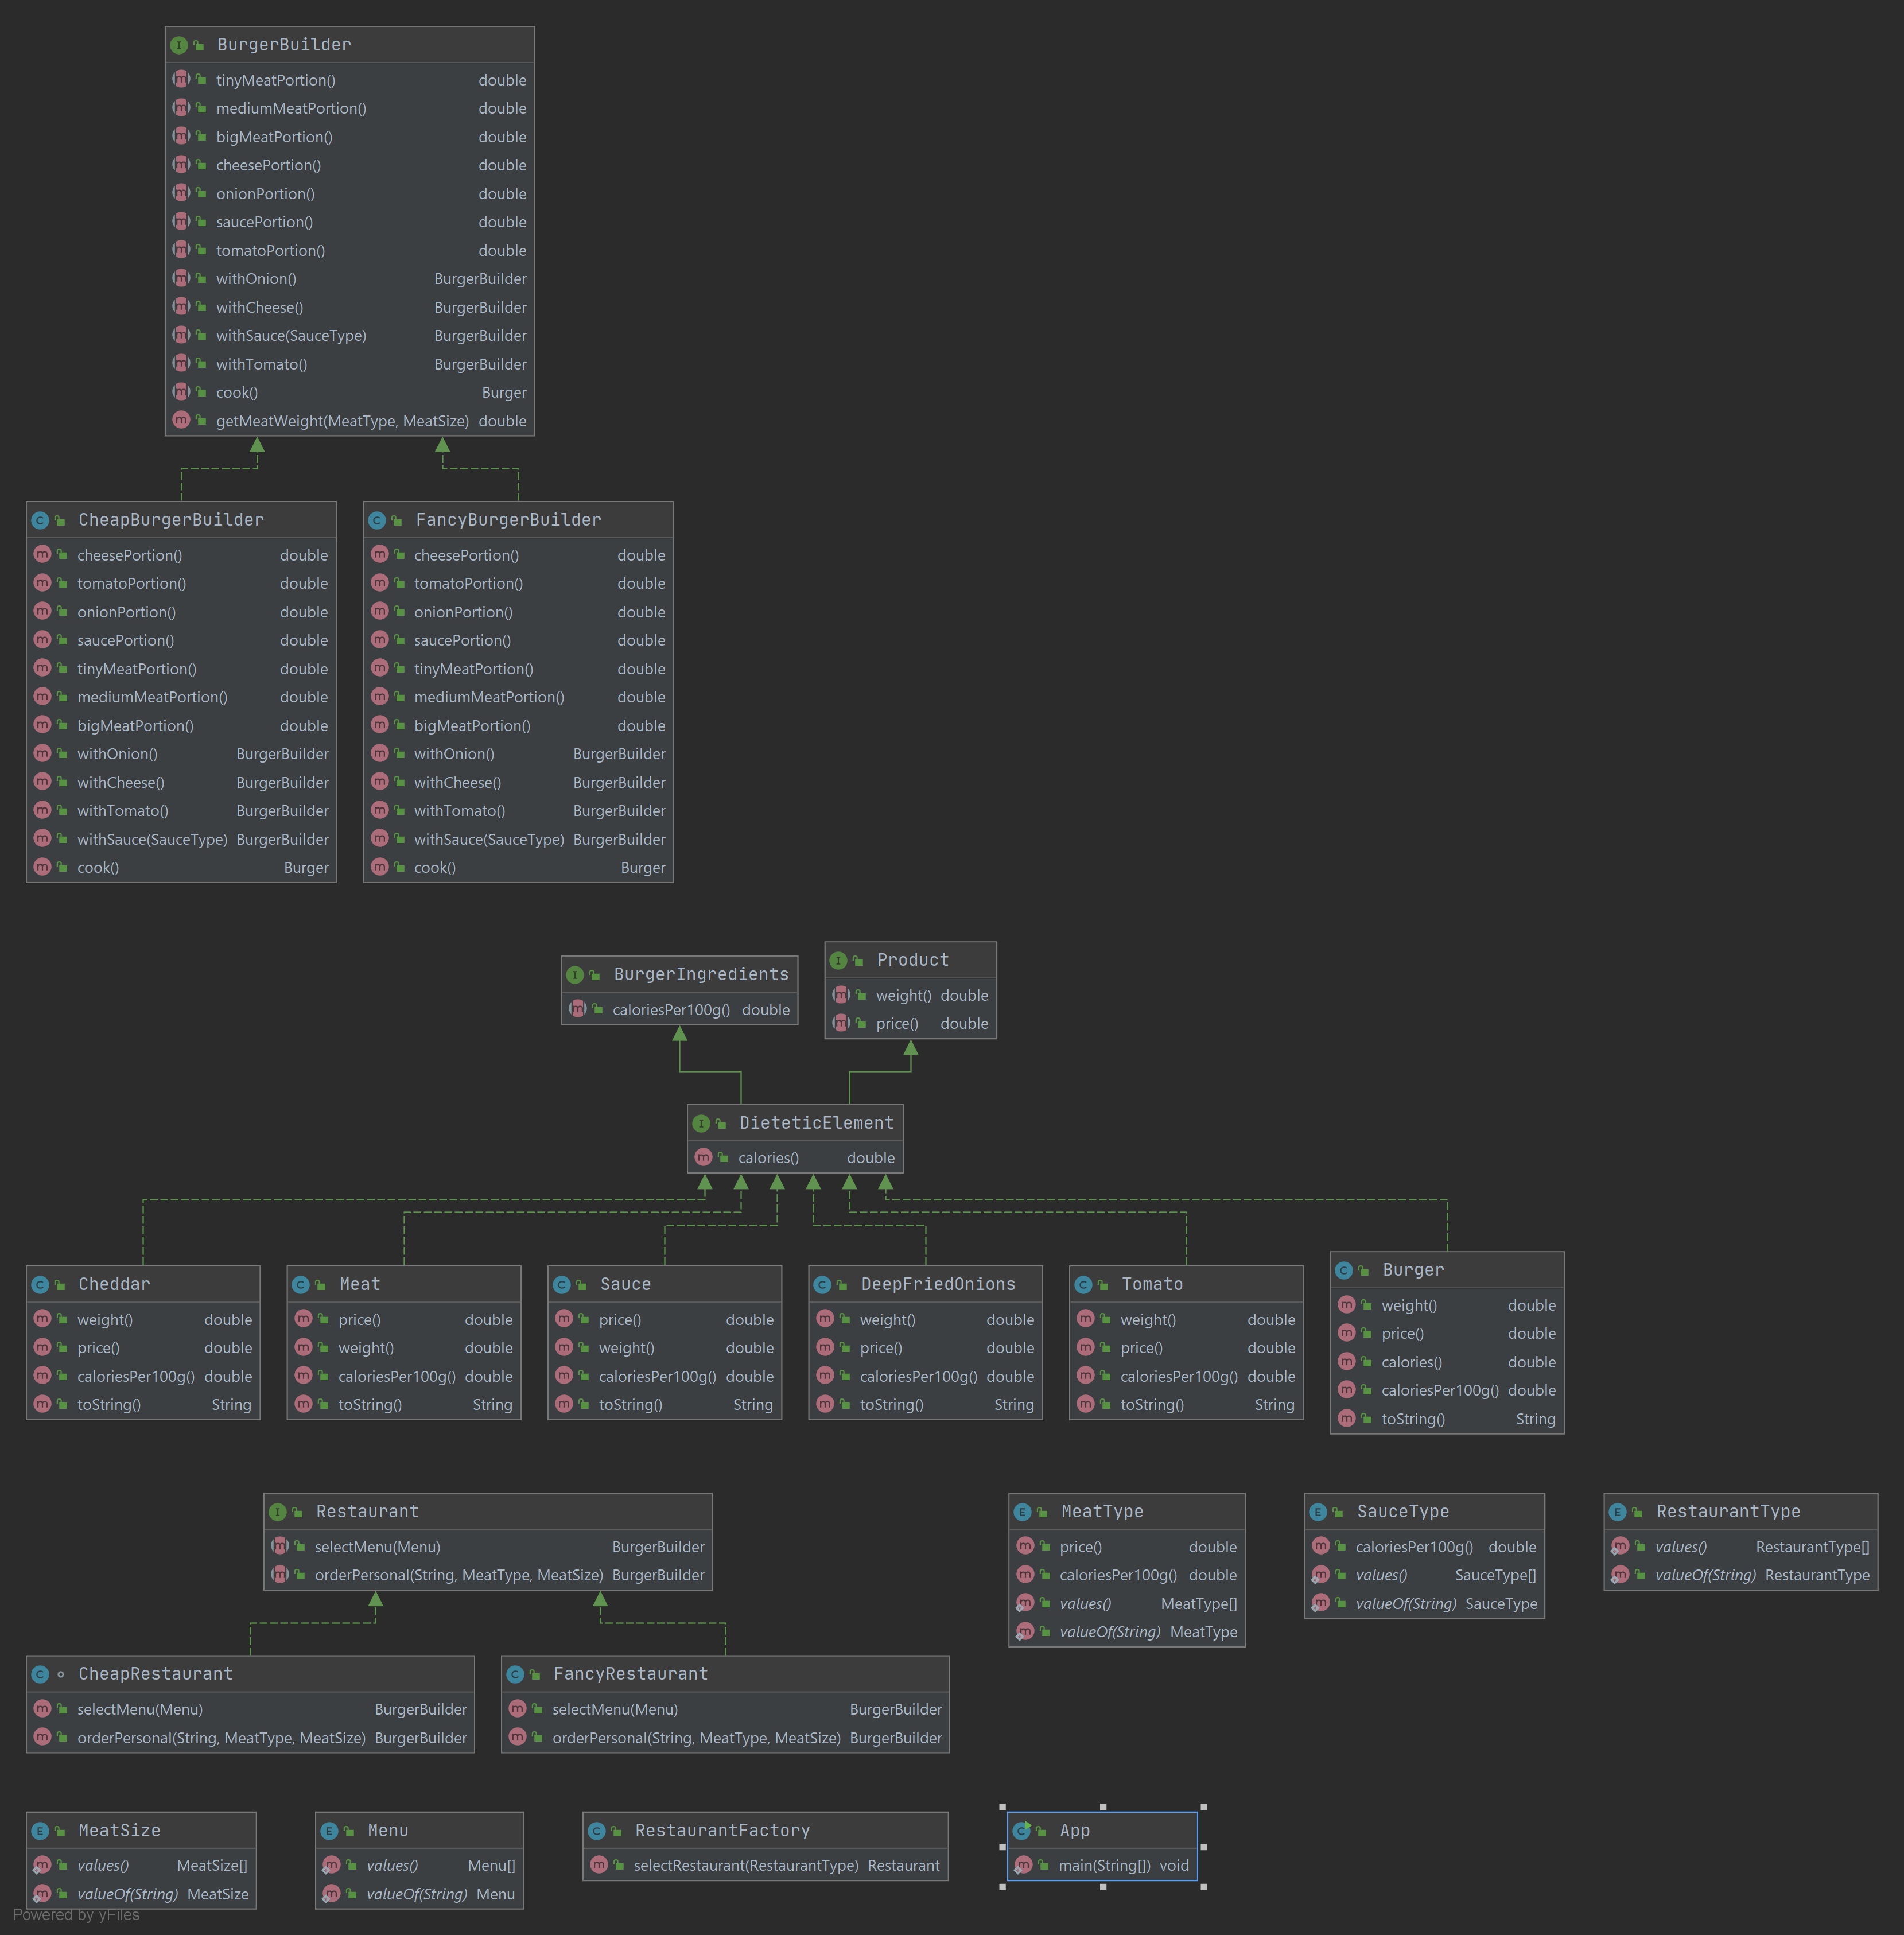 BurgerBuilder
tinyMeatPortion() double
mediumMeatPortion() double
bigMeatPortion() double
cheesePortion() double
onionPortion() double
saucePortion() double
tomatoPortion() double
withOnion() BurgerBuilder
withCheese() BurgerBuilder
withSauce(SauceType) BurgerBuilder
withTomato() BurgerBuilder
cook() Burger
getMeatWeight(MeatType, MeatSize) double
CheapBurgerBuilder
cheesePortion() double
tomatoPortion() double
onionPortion() double
saucePortion() double
tinyMeatPortion() double
mediumMeatPortion() double
bigMeatPortion() double
withOnion() BurgerBuilder
withCheese() BurgerBuilder
withTomato() BurgerBuilder
withSauce(SauceType) BurgerBuilder
cook() Burger
FancyBurgerBuilder
cheesePortion() double
tomatoPortion() double
onionPortion() double
saucePortion() double
tinyMeatPortion() double
mediumMeatPortion() double
bigMeatPortion() double
withOnion() BurgerBuilder
withCheese() BurgerBuilder
withTomato() BurgerBuilder
withSauce(SauceType) BurgerBuilder
cook() Burger
BurgerIngredients
caloriesPer100g() double
Product
weight() double
price() double
DieteticElement
calories() double
Cheddar
weight() double
price() double
caloriesPer100g() double
toString() String
Meat
price() double
weight() double
caloriesPer100g() double
toString() String
Sauce
price() double
weight() double
caloriesPer100g() double
toString() String
DeepFriedOnions
weight() double
price() double
caloriesPer100g() double
toString() String
Tomato
weight() double
price() double
caloriesPer100g() double
toString() String
Burger
weight() double
price() double
calories() double
caloriesPer100g() double
toString() String
Restaurant
selectMenu(Menu) BurgerBuilder
orderPersonal(String, MeatType, MeatSize) BurgerBuilder
MeatType
price() double
caloriesPer100g() double
values() MeatType[]
valueOf(String) MeatType
SauceType
caloriesPer100g() double
values() SauceType[]
valueOf(String) SauceType
RestaurantType
values() RestaurantType[]
valueOf(String) RestaurantType
CheapRestaurant
selectMenu(Menu) BurgerBuilder
orderPersonal(String, MeatType, MeatSize) BurgerBuilder
FancyRestaurant
selectMenu(Menu) BurgerBuilder
orderPersonal(String, MeatType, MeatSize) BurgerBuilder
MeatSize
values() MeatSize[]
valueOf(String) MeatSize
Menu
values() Menu[]
valueOf(String) Menu
RestaurantFactory
selectRestaurant(RestaurantType) Restaurant
App
main(String[]) void
Powered by yFiles